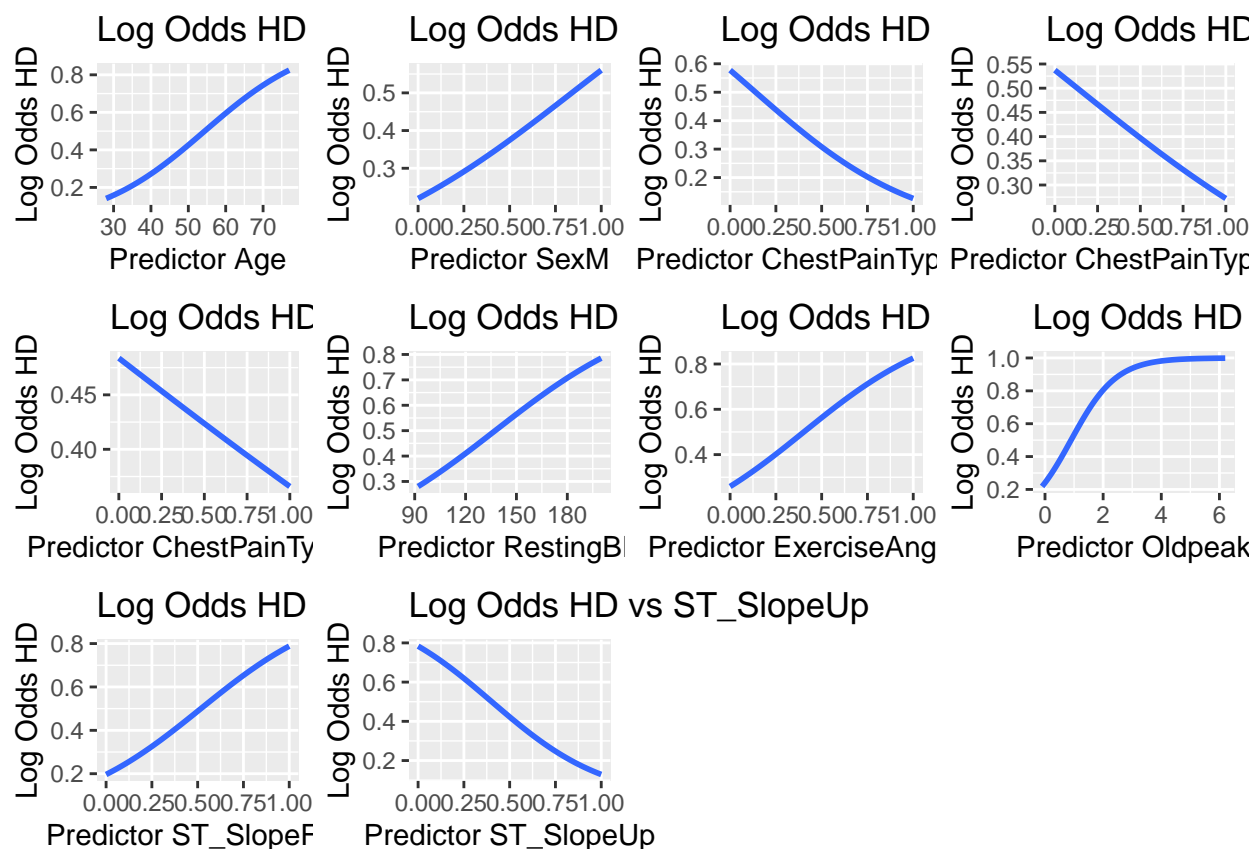 Log Odds HD
Log Odds HD
0.8
0.6
0.4
0.2
30 40 50 60 70
Predictor Age
Log Odds HD
Log Odds HD
0.5
0.4
0.3
0.000.250.500.751.00
Predictor SexM
Log Odds HD
Log Odds HD
0.6
0.5
0.4
0.3
0.2
0.000.250.500.751.00
Predictor ChestPainTyp
Log Odds HD
Log Odds HD
0.55
0.50
0.45
0.40
0.35
0.30
0.000.250.500.751.00
Predictor ChestPainTyp
Log Odds HD
Log Odds HD
0.45
0.40
0.000.250.500.751.00
Predictor ChestPainTy
Log Odds HD
Log Odds HD
0.8
0.7
0.6
0.5
0.4
0.3
90 120 150 180
Predictor RestingB
Log Odds HD
Log Odds HD
0.8
0.6
0.4
0.000.250.500.751.00
Predictor ExerciseAng
Log Odds HD
Log Odds HD
1.0
0.8
0.6
0.4
0.2
0 2 4 6
Predictor Oldpeak
Log Odds HD
Log Odds HD
0.8
0.6
0.4
0.2
0.000.250.500.751.00
Predictor ST_SlopeF
Log Odds HD vs ST_SlopeUp
Log Odds HD
0.8
0.6
0.4
0.2
0.000.250.500.751.00
Predictor ST_SlopeUp